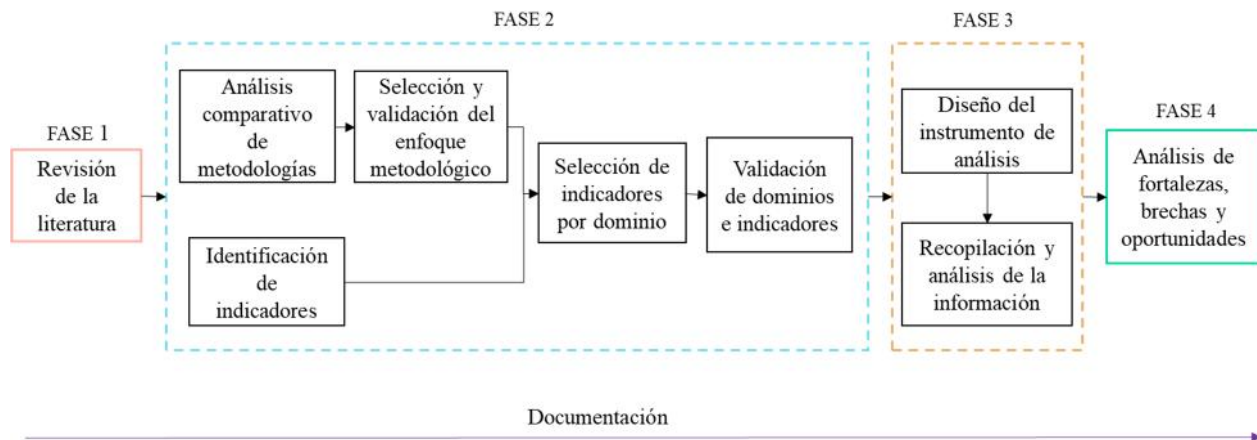 FASE 1
Revisión
de la
literatura
FASE 2
Análisis
comparativo
de
metodologías
Selección y
validación del
enfoque
metodológico
Identificación
de
indicadores
Selección de
indicadores
por dominio
Validación
de dominios
e indicadores
FASE 3
Diseño del
instrumento de
análisis
Recopilación y
análisis de la
información
FASE 4
Análisis de
fortalezas,
brechas y
oportunidades
Documentación